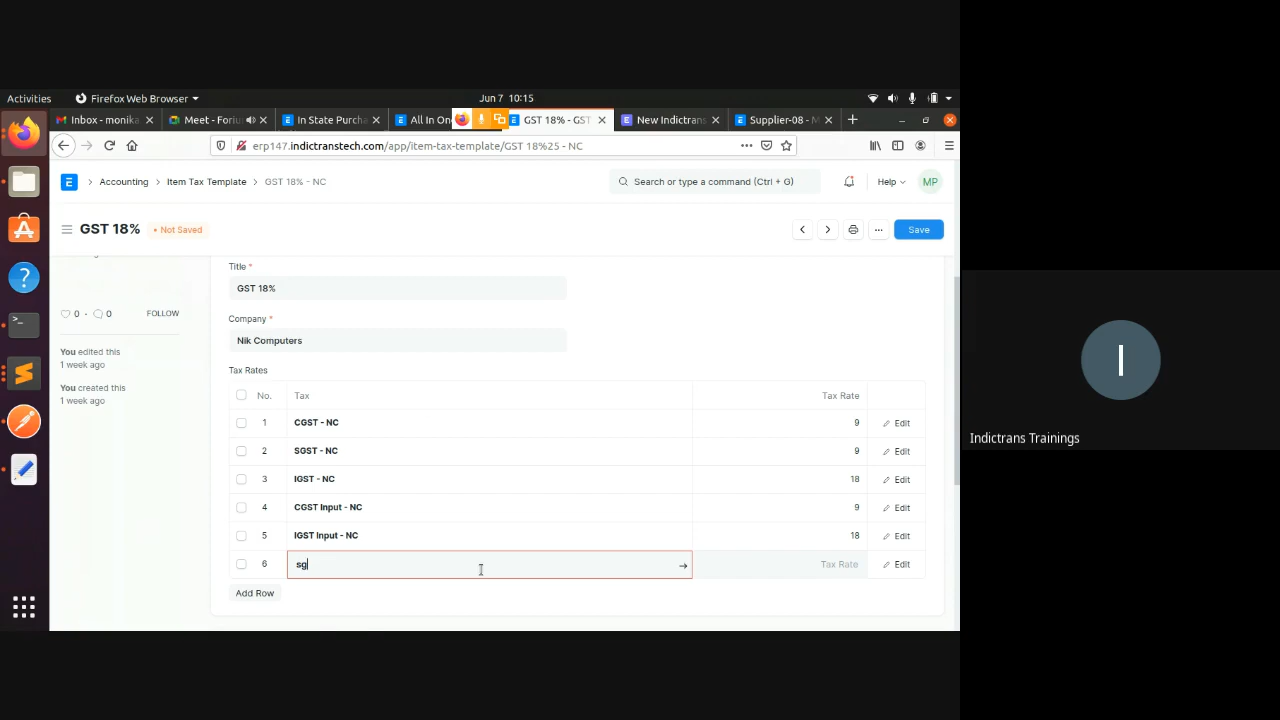 Activities
Firefox Web Browser
Jun 7 10:15
Inbox - monika
Meet - Foriu
In State Purcha
All In On
GST 18% - GST
New Indictrans
Supplier-08 - M
erp147.indictranstech.com/app/item-tax-template/GST 18%25 - NC
E
Accounting
Item Tax Template
GST 18% - NC
Search or type a command (Ctrl + G)
Help
MP
GST 18%
• Not Saved
Save
0 · 0
FOLLOW
You edited this
1 week ago
You created this
1 week ago
Title *
GST 18%
Company *
Nik Computers
Tax Rates
No. Tax Tax Rate
1 CGST - NC 9 Edit
2 SGST - NC 9 Edit
3 IGST - NC 18 Edit
4 CGST Input - NC 9 Edit
5 IGST Input - NC 18 Edit
6 sg Tax Rate Edit
Add Row
I
Indictrans Trainings